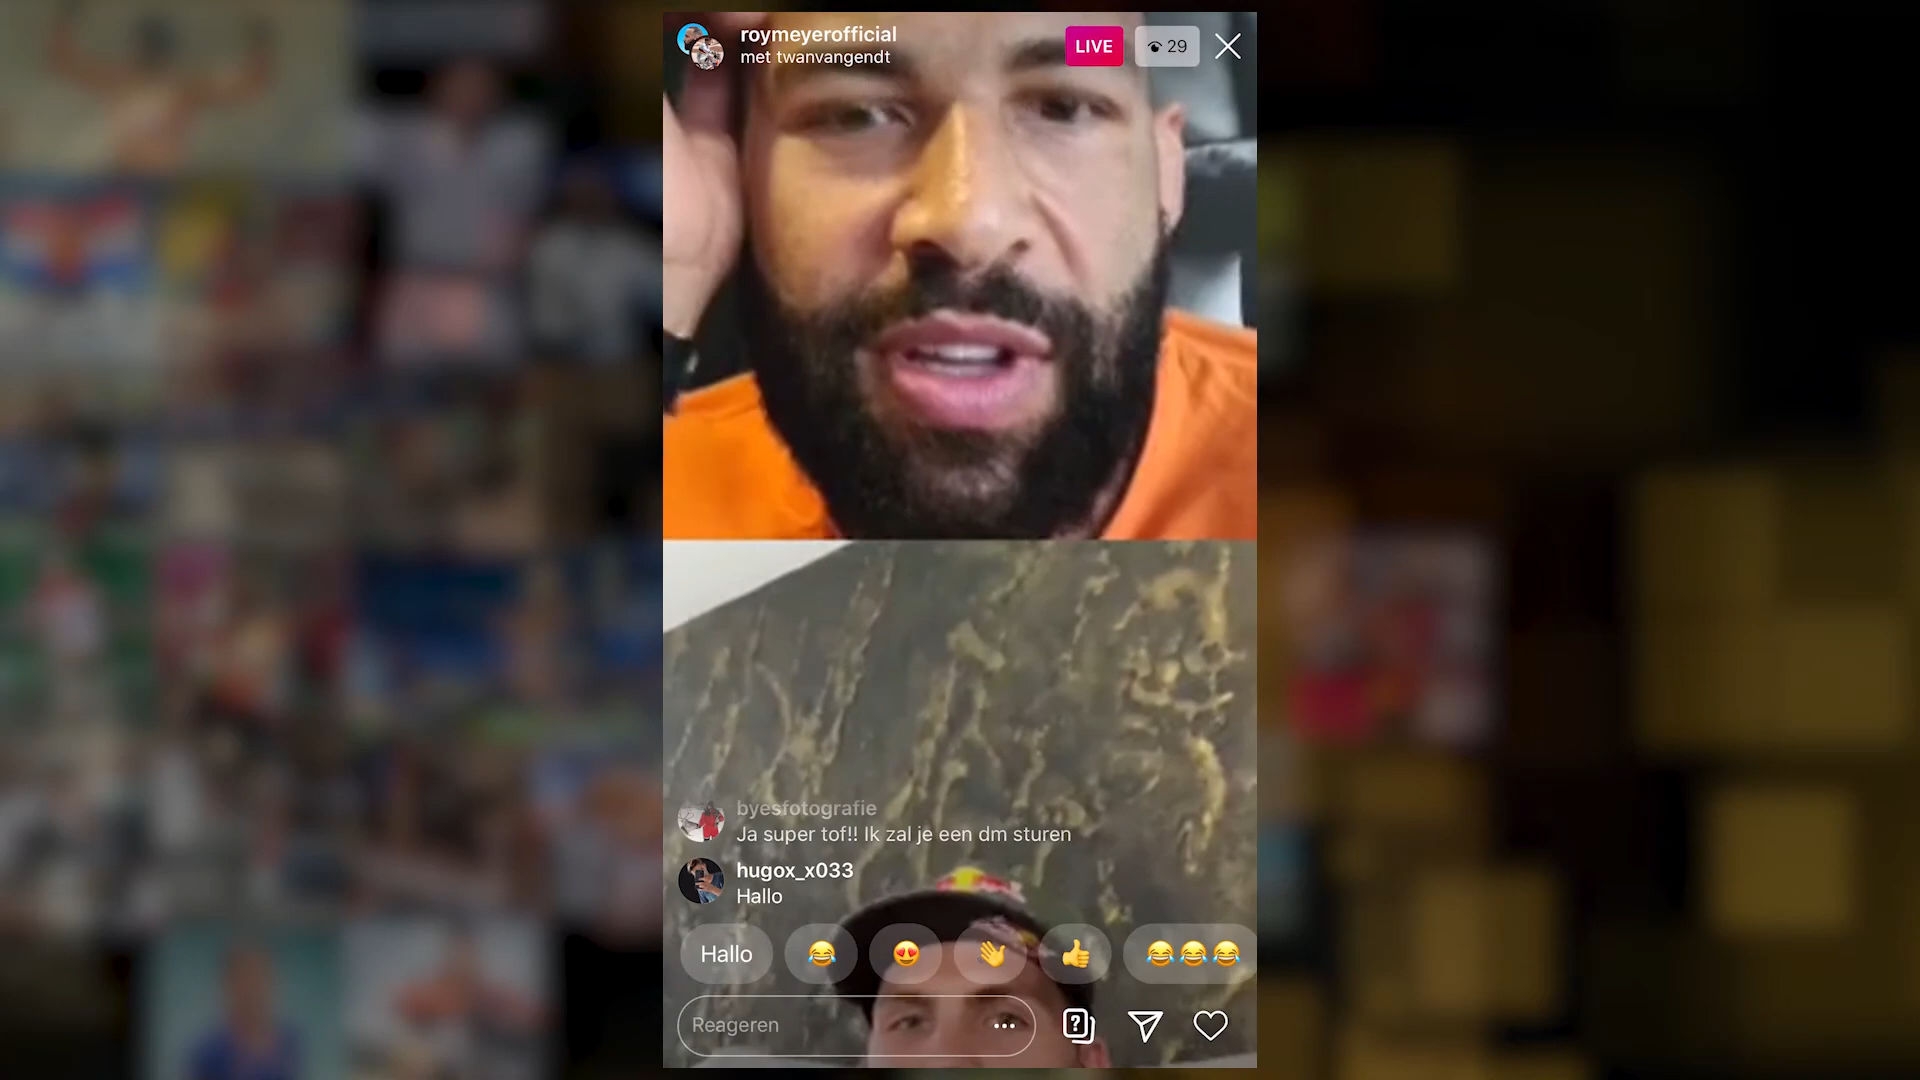 roymeyerofficial
met twanvangendt
LIVE
29
byesfotografie
Ja super tof!! Ik zal je een dm sturen
hugox_x033
Hallo
Hallo
Reageren